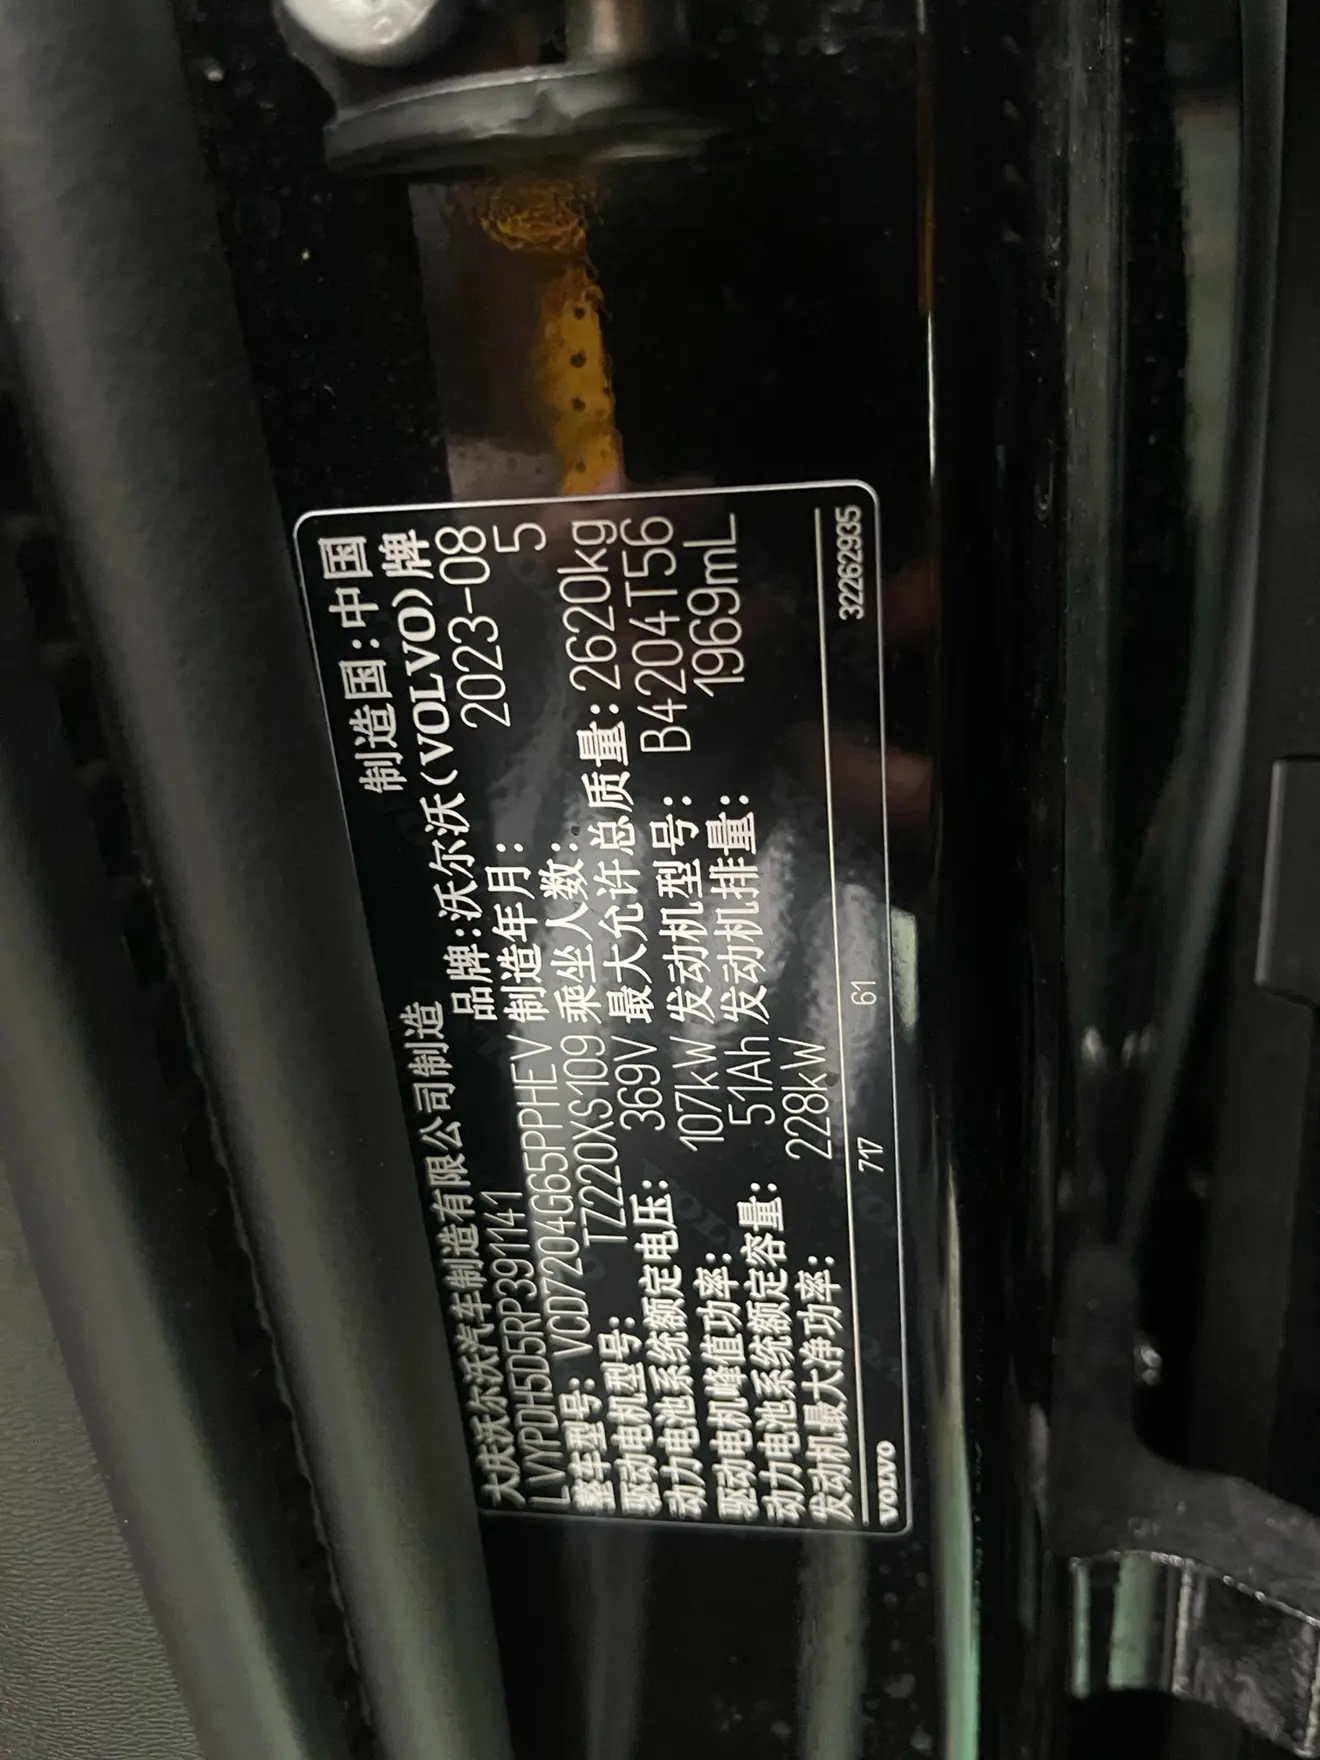 制造国:中国
大庆沃尔沃汽车制造有限公司制造 品牌:沃尔沃(VOLVO)牌
LVYPDH5D5RP391141 制造年月: 2023-08
整车型号: VCD7204G65PPHEV 乘坐人数: 5
驱动电机型号: TZ220XS109 最大允许总质量:2620kg
动力电池系统额定电压: 369V 发动机型号: B4204T56
驱动电机峰值功率: 107kW 发动机排量: 1969mL
动力电池系统额定容量: 51Ah
发动机最大净功率: 228kW
VOLVO 717 61 32262935